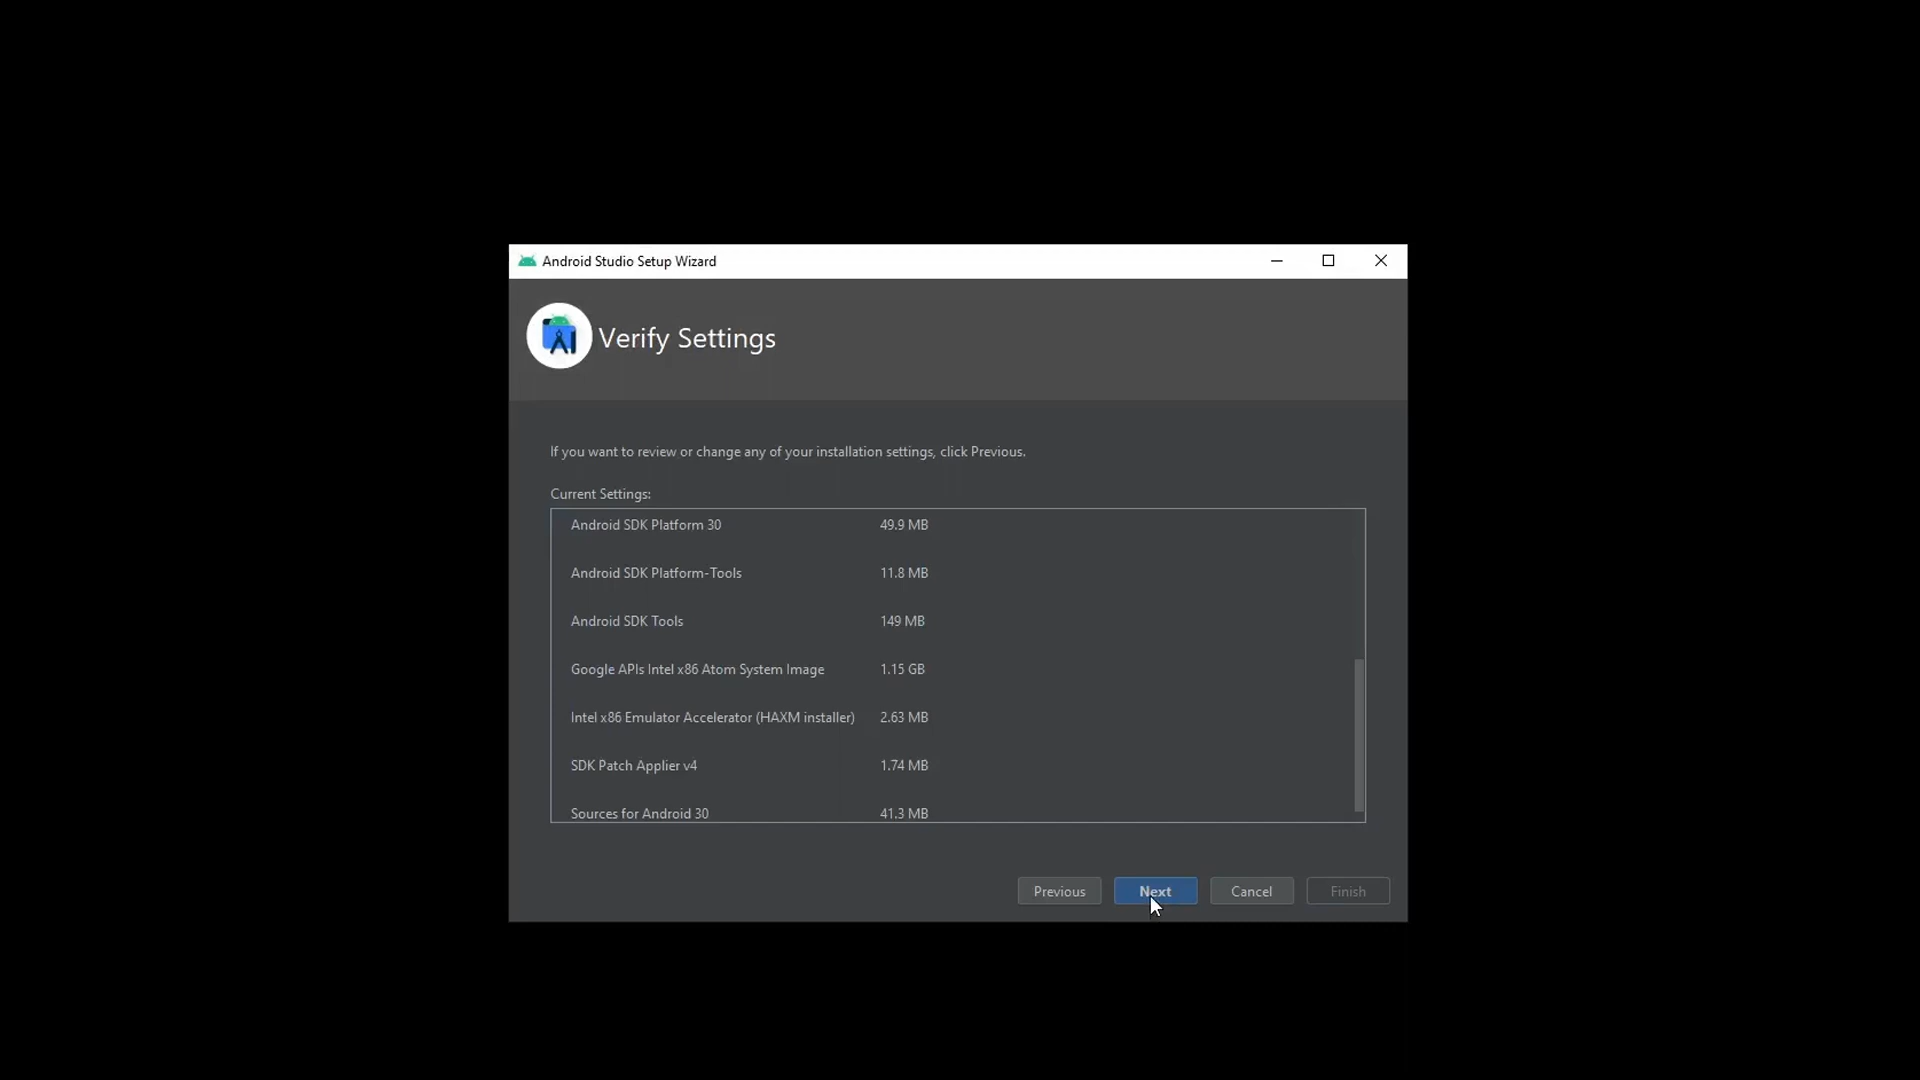 Android Studio Setup Wizard
Verify Settings
If you want to review or change any of your installation settings, click Previous.
Current Settings:
Android SDK Platform 30 49.9 MB
Android SDK Platform-Tools 11.8 MB
Android SDK Tools 149 MB
Google APIs Intel x86 Atom System Image 1.15 GB
Intel x86 Emulator Accelerator (HAXM installer) 2.63 MB
SDK Patch Applier v4 1.74 MB
Sources for Android 30 41.3 MB
Previous Next Cancel Finish